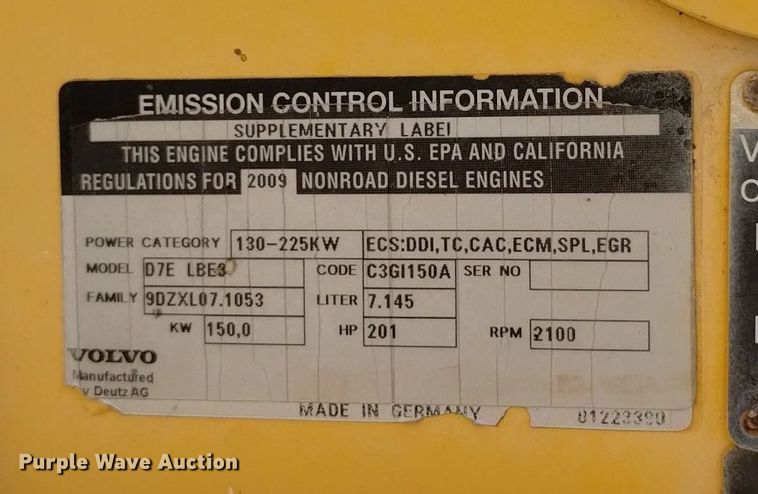 EMISSION CONTROL INFORMATION
SUPPLEMENTARY LABEL
THIS ENGINE COMPLIES WITH U.S. EPA AND CALIFORNIA
REGULATIONS FOR 2009 NONROAD DIESEL ENGINES
POWER CATEGORY 130-225KW ECS:DDI,TC,CAC,ECM,SPL,EGR
MODEL D7E LBE3 CODE C3GI150A SER NO
FAMILY 9DZXL07.1053 LITER 7.145
KW 150,0 HP 201 RPM 2100
VOLVO
Manufactured
by Deutz AG
MADE IN GERMANY 01223390
Purple Wave Auction